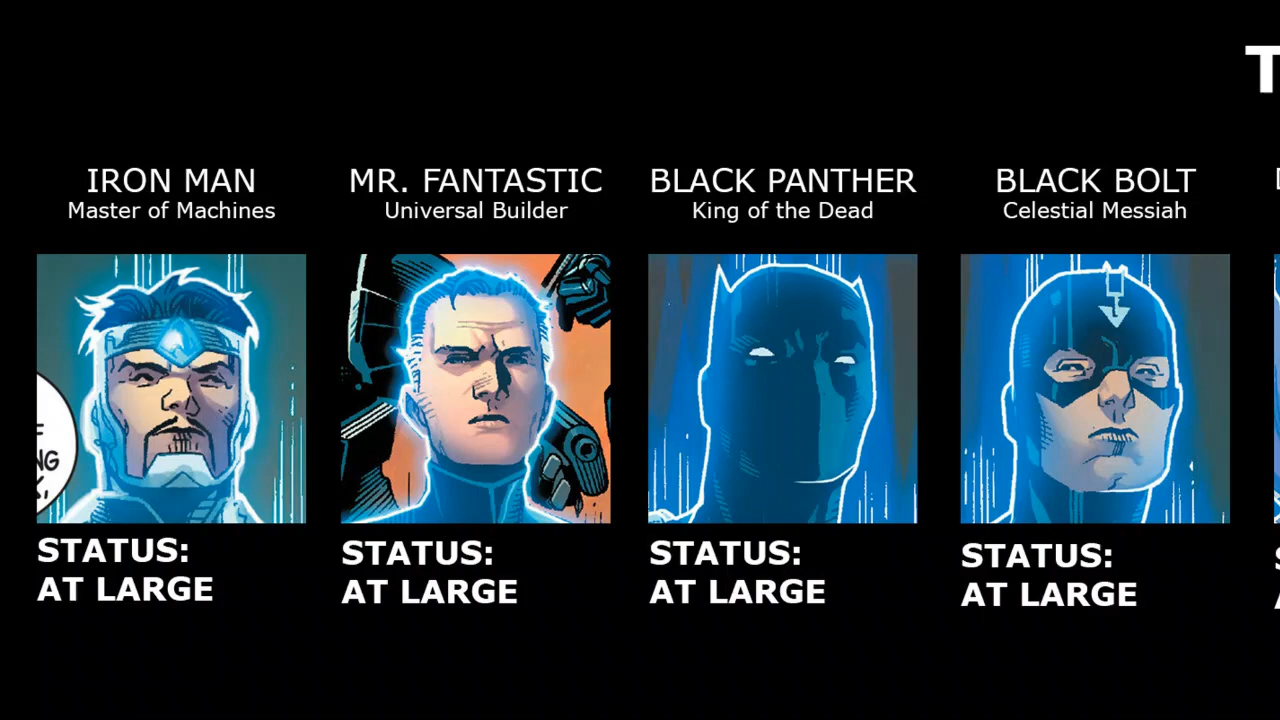 T
IRON MAN
Master of Machines
MR. FANTASTIC
Universal Builder
BLACK PANTHER
King of the Dead
BLACK BOLT
Celestial Messiah
STATUS:
AT LARGE
STATUS:
AT LARGE
STATUS:
AT LARGE
STATUS:
AT LARGE